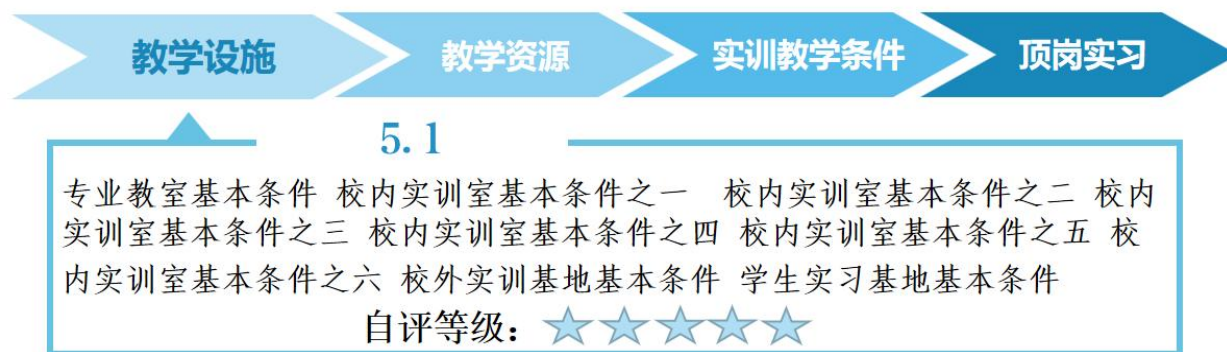 教学设施 教学资源 实训教学条件 顶岗实习
5.1
专业教室基本条件 校内实训室基本条件之一 校内实训室基本条件之二 校内
实训室基本条件之三 校内实训室基本条件之四 校内实训室基本条件之五 校
内实训室基本条件之六 校外实训基地基本条件 学生实习基地基本条件
自评等级：